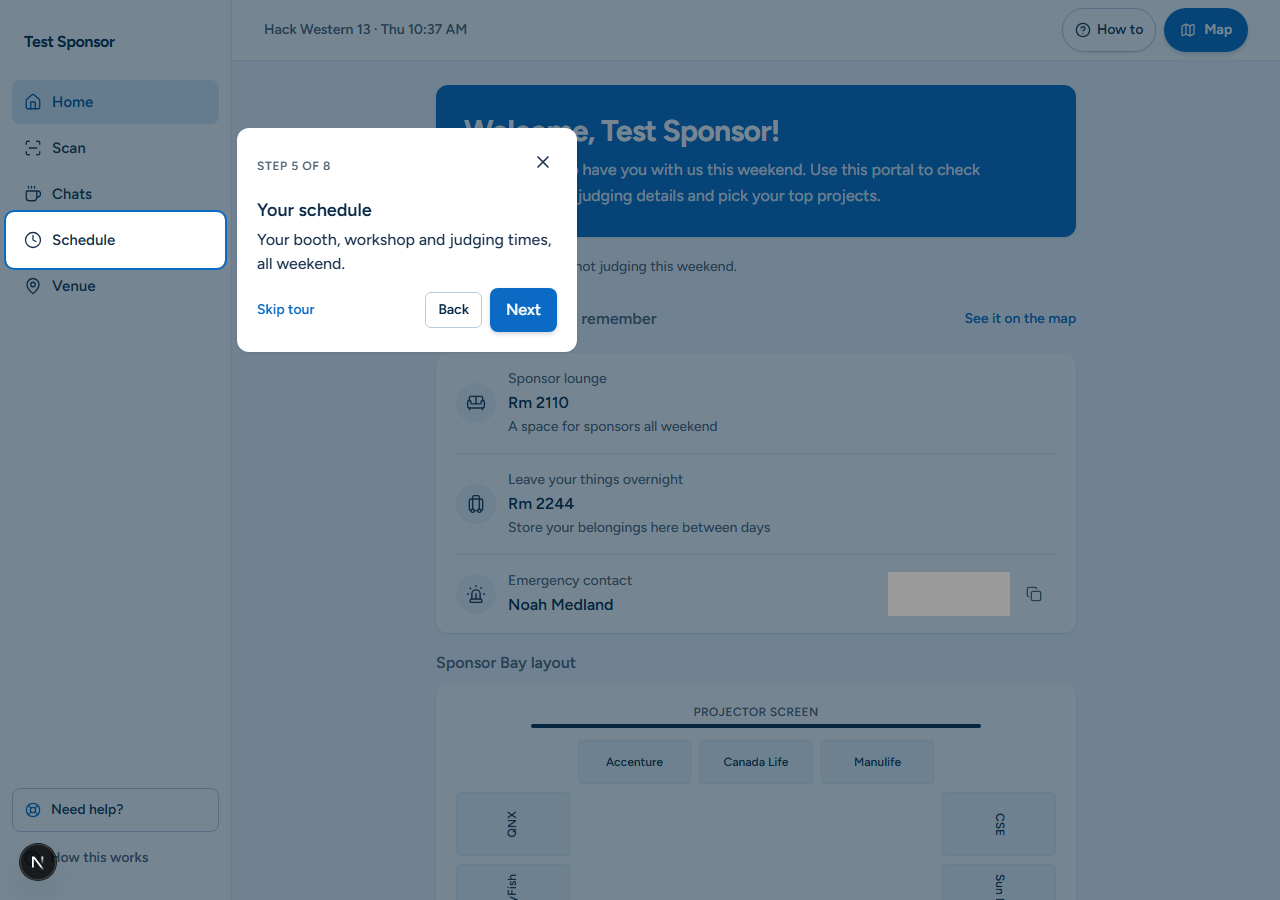 Test Sponsor
Hack Western 13 · Thu 10:37 AM
How to
Map
Home
Scan
Chats
Schedule
Venue
STEP 5 OF 8
Your schedule
Your booth, workshop and judging times,
all weekend.
Skip tour
Back
Next
Welcome, Test Sponsor!
have you with us this weekend. Use this portal to check
judging details and pick your top projects.
not judging this weekend.
remember
See it on the map
Sponsor lounge
Rm 2110
A space for sponsors all weekend
Leave your things overnight
Rm 2244
Store your belongings here between days
Emergency contact
Noah Medland
Sponsor Bay layout
PROJECTOR SCREEN
Accenture
Canada Life
Manulife
QNX
CSE
Need help?
How this works
N